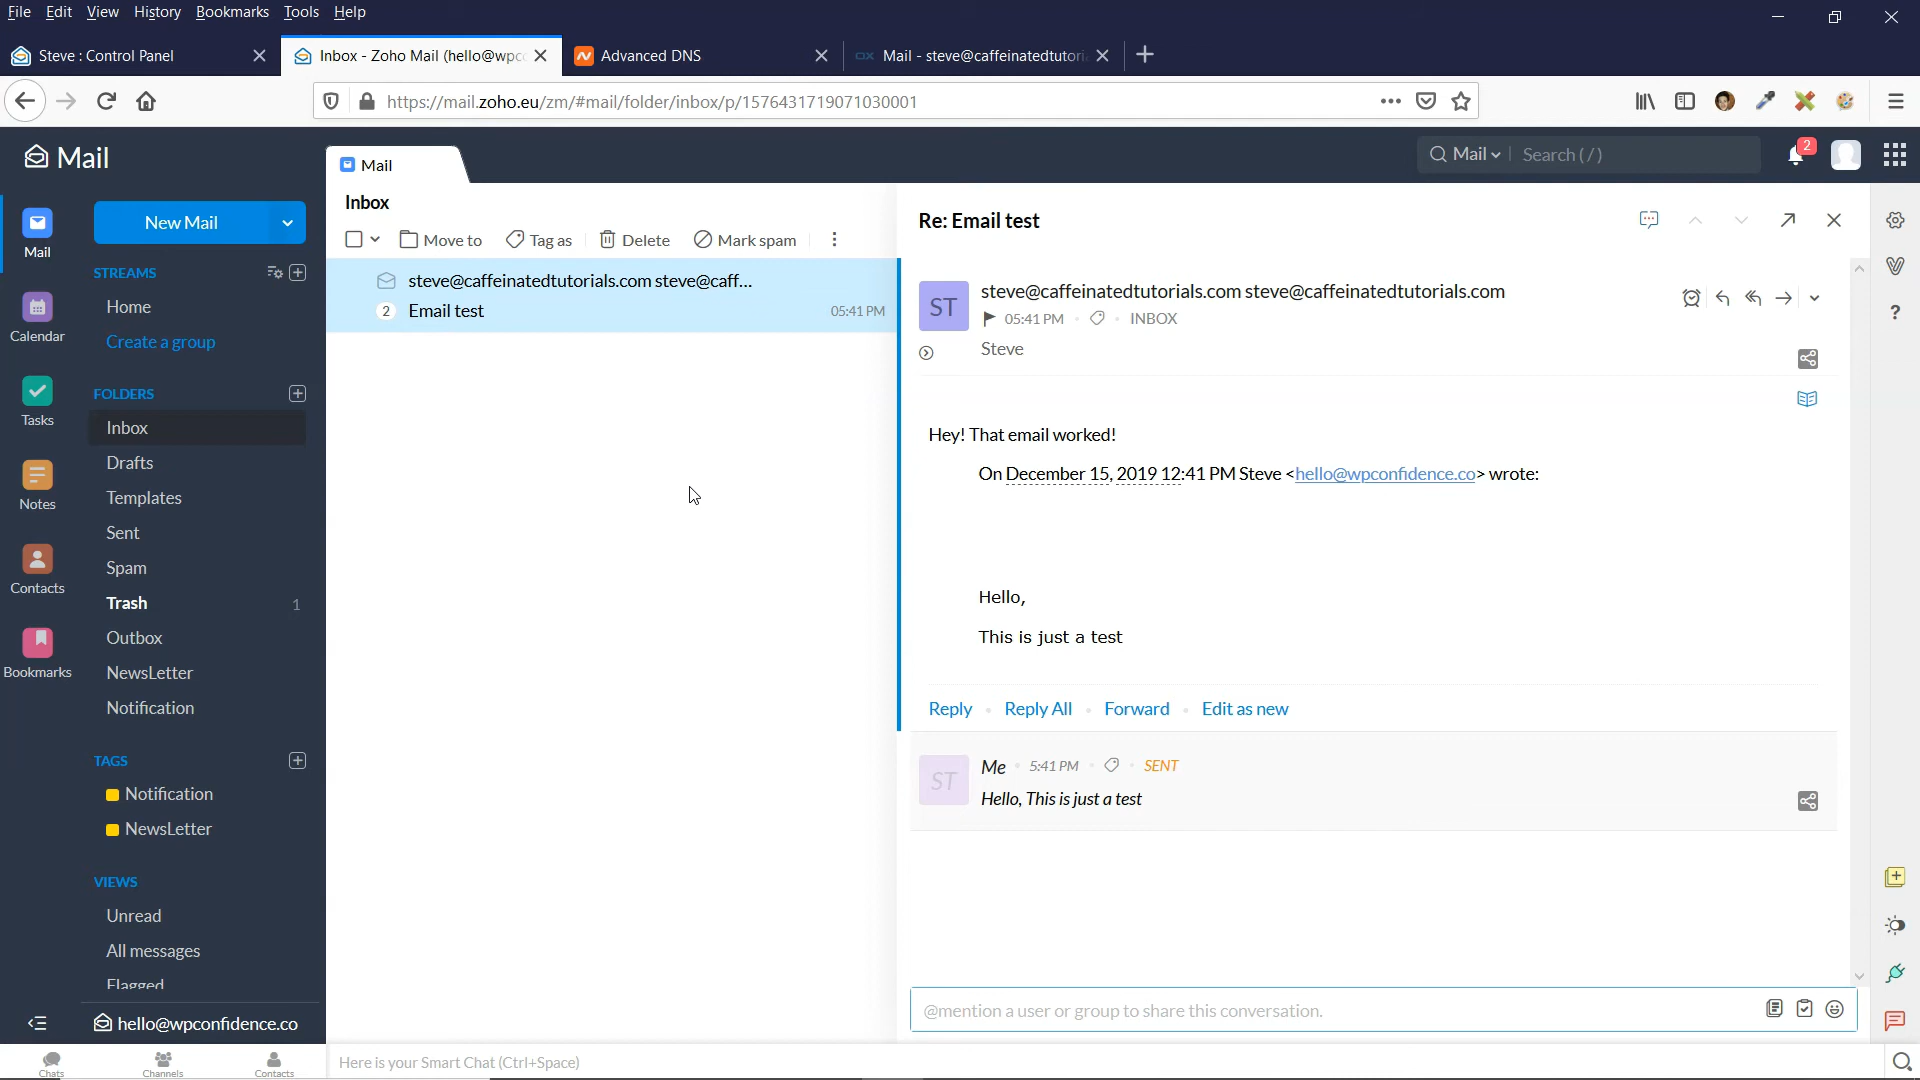 File Edit View History Bookmarks Tools Help
Steve : Control Panel
Inbox - Zoho Mail (hello@wpcc
Advanced DNS
Mail - steve@caffeinatedtutori
https://mail.zoho.eu/zm/#mail/folder/inbox/p/1576431719071030001
Mail
Mail
Mail Search ( / )
2
New Mail
Mail
Calendar
Tasks
Notes
Contacts
Bookmarks
STREAMS
Home
Create a group
FOLDERS
Inbox
Drafts
Templates
Sent
Spam
Trash 1
Outbox
NewsLetter
Notification
TAGS
Notification
NewsLetter
VIEWS
Unread
All messages
Flagged
hello@wpconfidence.co
Chats Channels Contacts
Inbox
Move to Tag as Delete Mark spam
steve@caffeinatedtutorials.com steve@caff...
2 Email test 05:41 PM
Re: Email test
ST
steve@caffeinatedtutorials.com steve@caffeinatedtutorials.com
05:41 PM INBOX
Steve
Hey! That email worked!
On December 15, 2019 12:41 PM Steve <hello@wpconfidence.co> wrote:
Hello,
This is just a test
Reply Reply All Forward Edit as new
ST
Me 5:41 PM SENT
Hello, This is just a test
@mention a user or group to share this conversation.
Here is your Smart Chat (Ctrl+Space)